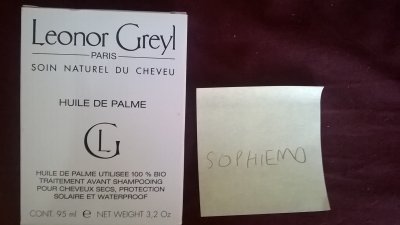 Leonor Greyl
PARIS
SOIN NATUREL DU CHEVEU
HUILE DE PALME
LG
HUILE DE PALME UTILISÉE 100 % BIO
TRAITEMENT AVANT SHAMPOOING
POUR CHEVEUX SECS, PROTECTION
SOLAIRE ET WATERPROOF
CONT. 95 ml e NET WEIGHT 3,2 Oz
SOPHIEMO